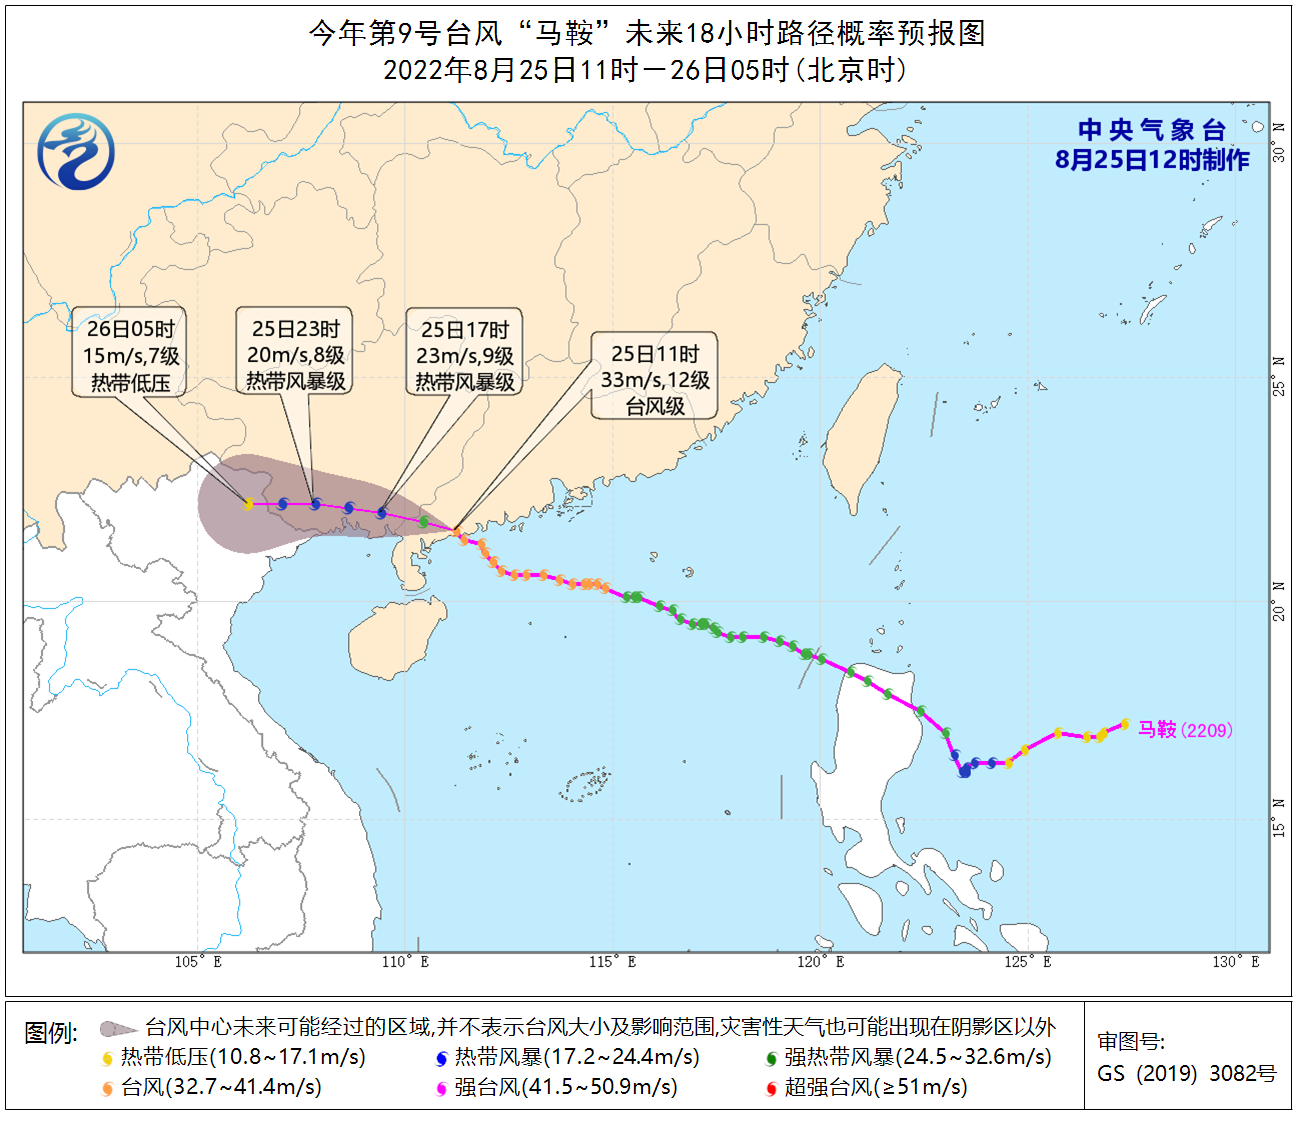 今年第9号台风“马鞍”未来18小时路径概率预报图
2022年8月25日11时－26日05时(北京时)
中央气象台
8月25日12时制作
30° N
25° N
20° N
15° N
26日05时
15m/s,7级
热带低压
25日23时
20m/s,8级
热带风暴级
25日17时
23m/s,9级
热带风暴级
25日11时
33m/s,12级
台风级
马鞍(2209)
105° E
110° E
115° E
120° E
125° E
130° E
图例:
台风中心未来可能经过的区域,并不表示台风大小及影响范围,灾害性天气也可能出现在阴影区以外
热带低压(10.8~17.1m/s)
热带风暴(17.2~24.4m/s)
强热带风暴(24.5~32.6m/s)
台风(32.7~41.4m/s)
强台风(41.5~50.9m/s)
超强台风(≥51m/s)
审图号:
GS (2019) 3082号